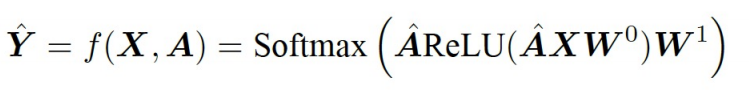 Ŷ = f(X, A) = Softmax (ÂReLU(ÂXW⁰)W¹)